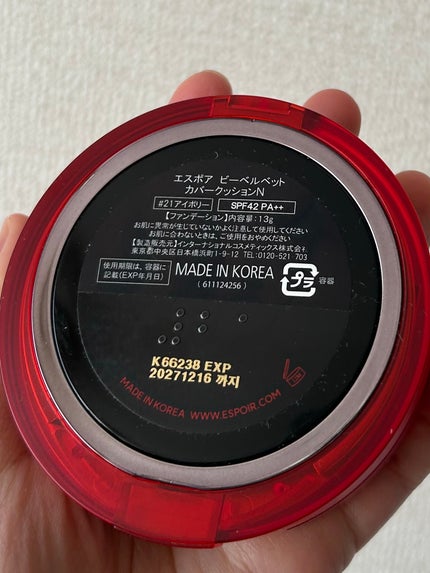 エスポア ビーベルベット
カバークッションN
#21アイボリー SPF42 PA++
【ファンデーション】内容量：13g
お肌に異常が生じていないかよく注意して使用してください
お肌に合わないときは、ご使用をおやめください
【製造販売元】インターナショナルコスメティックス株式会社
東京都中央区日本橋浜町1-9-12 TEL:0120-521 703
使用期限は、容器に
記載(EXP年月日)
MADE IN KOREA
( 611124256 )
プラ 容器
K66238 EXP
20271216 까지
MADE IN KOREA WWW.ESPOIR.COM